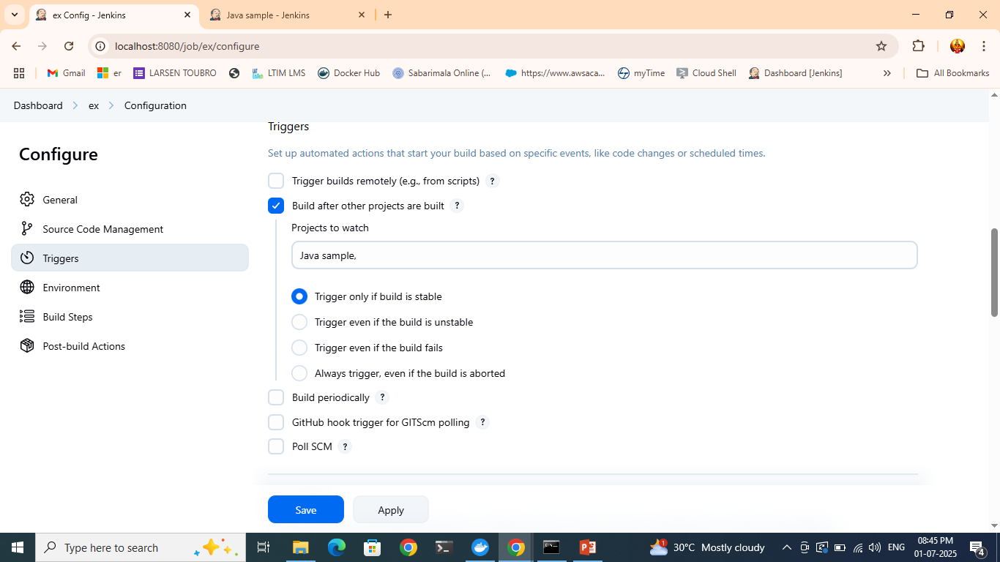 ex Config - Jenkins
Java sample - Jenkins
localhost:8080/job/ex/configure
Gmail
er
LARSEN TOUBRO
LTIM LMS
Docker Hub
Sabarimala Online (...
https://www.awsaca...
myTime
Cloud Shell
Dashboard [Jenkins]
All Bookmarks
Dashboard
ex
Configuration
Configure
General
Source Code Management
Triggers
Environment
Build Steps
Post-build Actions
Triggers
Set up automated actions that start your build based on specific events, like code changes or scheduled times.
Trigger builds remotely (e.g., from scripts) ?
Build after other projects are built ?
Projects to watch
Java sample,
Trigger only if build is stable
Trigger even if the build is unstable
Trigger even if the build fails
Always trigger, even if the build is aborted
Build periodically ?
GitHub hook trigger for GITScm polling ?
Poll SCM ?
Save
Apply
Type here to search
1
30°C Mostly cloudy
ENG
08:45 PM
01-07-2025
4